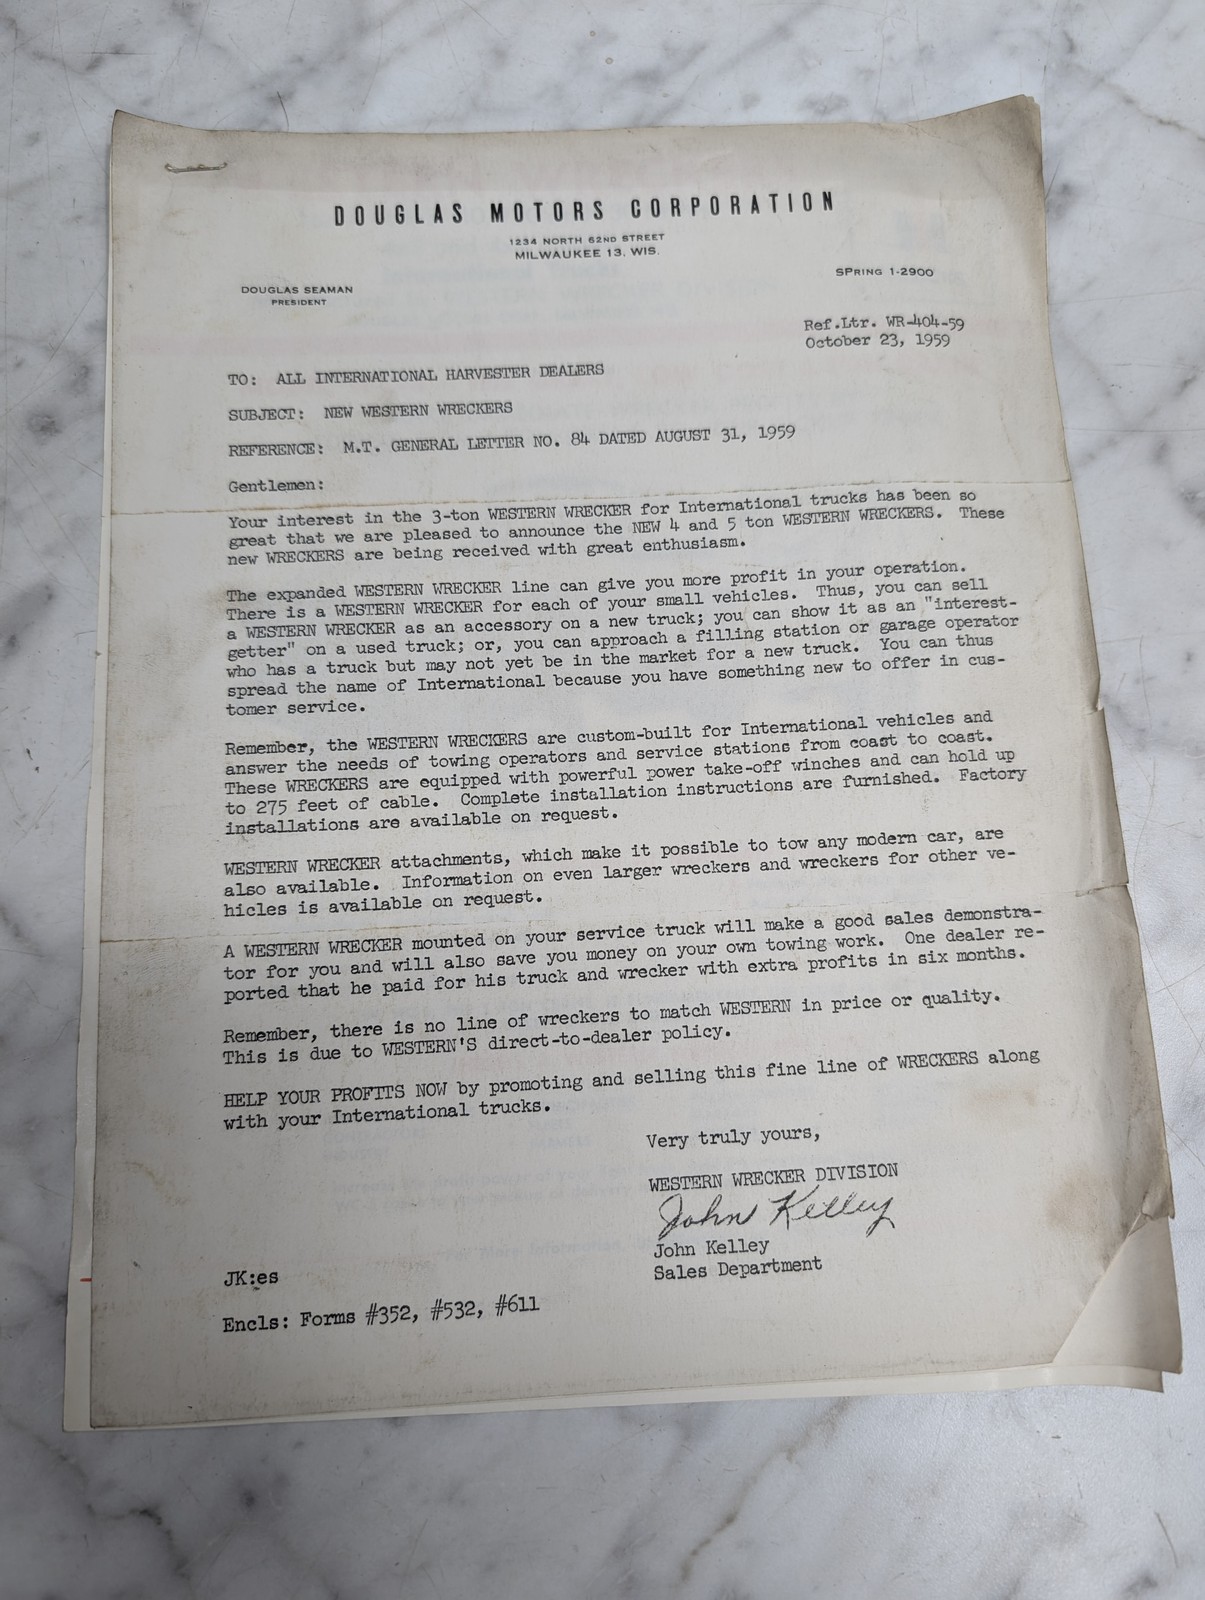 DOUGLAS MOTORS CORPORATION
1234 NORTH 62ND STREET
MILWAUKEE 13, WIS.
DOUGLAS SEAMAN
PRESIDENT
SPRING 1-2900
Ref.Ltr. WR-404-59
October 23, 1959
TO: ALL INTERNATIONAL HARVESTER DEALERS
SUBJECT: NEW WESTERN WRECKERS
REFERENCE: M.T. GENERAL LETTER NO. 84 DATED AUGUST 31, 1959
Gentlemen:
Your interest in the 3-ton WESTERN WRECKER for International trucks has been so
great that we are pleased to announce the NEW 4 and 5 ton WESTERN WRECKERS. These
new WRECKERS are being received with great enthusiasm.
The expanded WESTERN WRECKER line can give you more profit in your operation.
There is a WESTERN WRECKER for each of your small vehicles. Thus, you can sell
a WESTERN WRECKER as an accessory on a new truck; you can show it as an "interest-
getter" on a used truck; or, you can approach a filling station or garage operator
who has a truck but may not yet be in the market for a new truck. You can thus
spread the name of International because you have something new to offer in cus-
tomer service.
Remember, the WESTERN WRECKERS are custom-built for International vehicles and
answer the needs of towing operators and service stations from coast to coast.
These WRECKERS are equipped with powerful power take-off winches and can hold up
to 275 feet of cable. Complete installation instructions are furnished. Factory
installations are available on request.
WESTERN WRECKER attachments, which make it possible to tow any modern car, are
also available. Information on even larger wreckers and wreckers for other ve-
hicles is available on request.
A WESTERN WRECKER mounted on your service truck will make a good sales demonstra-
tor for you and will also save you money on your own towing work. One dealer re-
ported that he paid for his truck and wrecker with extra profits in six months.
Remember, there is no line of wreckers to match WESTERN in price or quality.
This is due to WESTERN'S direct-to-dealer policy.
HELP YOUR PROFITS NOW by promoting and selling this fine line of WRECKERS along
with your International trucks.
Very truly yours,
WESTERN WRECKER DIVISION
John Kelley
John Kelley
Sales Department
JK:es
Encls: Forms #352, #532, #611